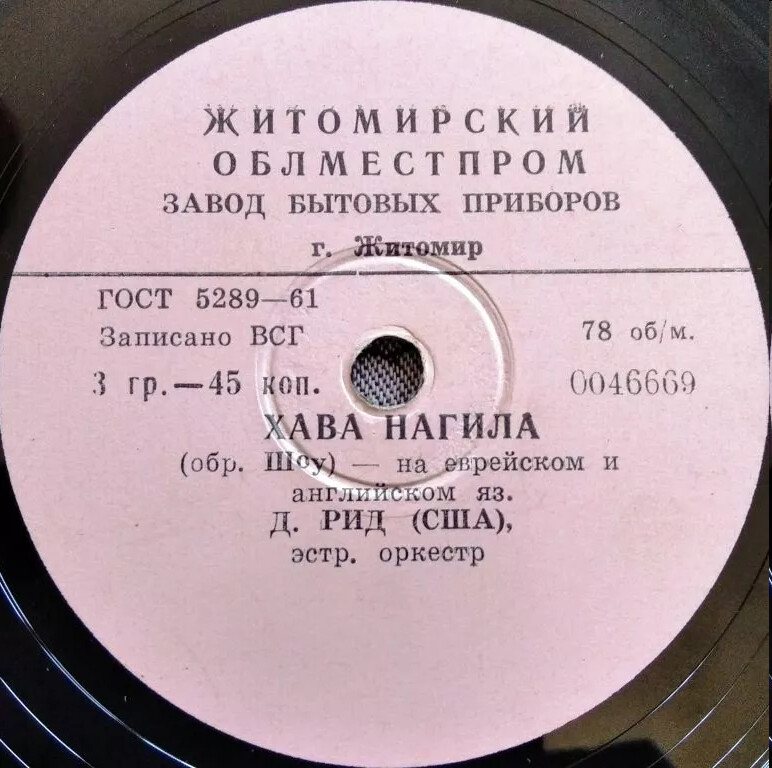 ЖИТОМИРСКИЙ
ОБЛМЕСТПРОМ
ЗАВОД БЫТОВЫХ ПРИБОРОВ
г. Житомир
ГОСТ 5289—61
Записано ВСГ 78 об/м.
3 гр.—45 коп. 0046669
ХАВА НАГИЛА
(обр. Шоу) — на еврейском и
английском яз.
Д. РИД (США),
эстр. оркестр